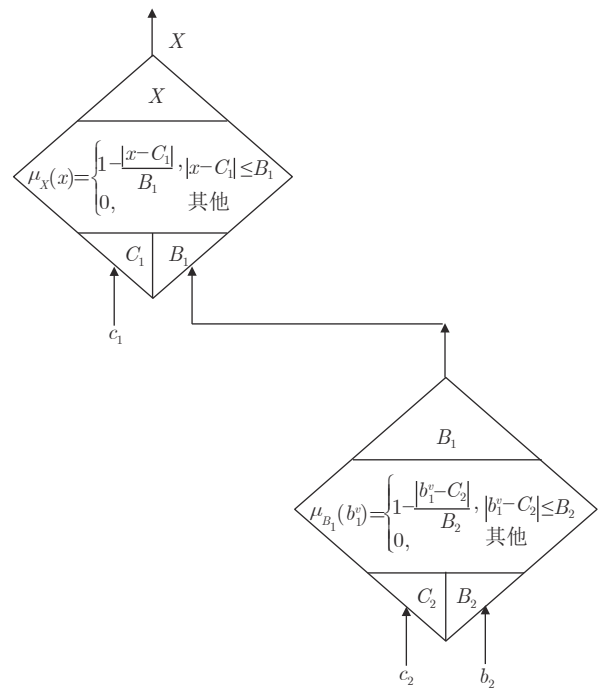 X
X
μ_X(x)={1-|x-C_1|/B_1, |x-C_1|≤B_1
0, 其他
C_1 B_1
c_1
B_1
μ_{B_1}(b_1^v)={1-|b_1^v-C_2|/B_2, |b_1^v-C_2|≤B_2
0, 其他
C_2 B_2
c_2 b_2